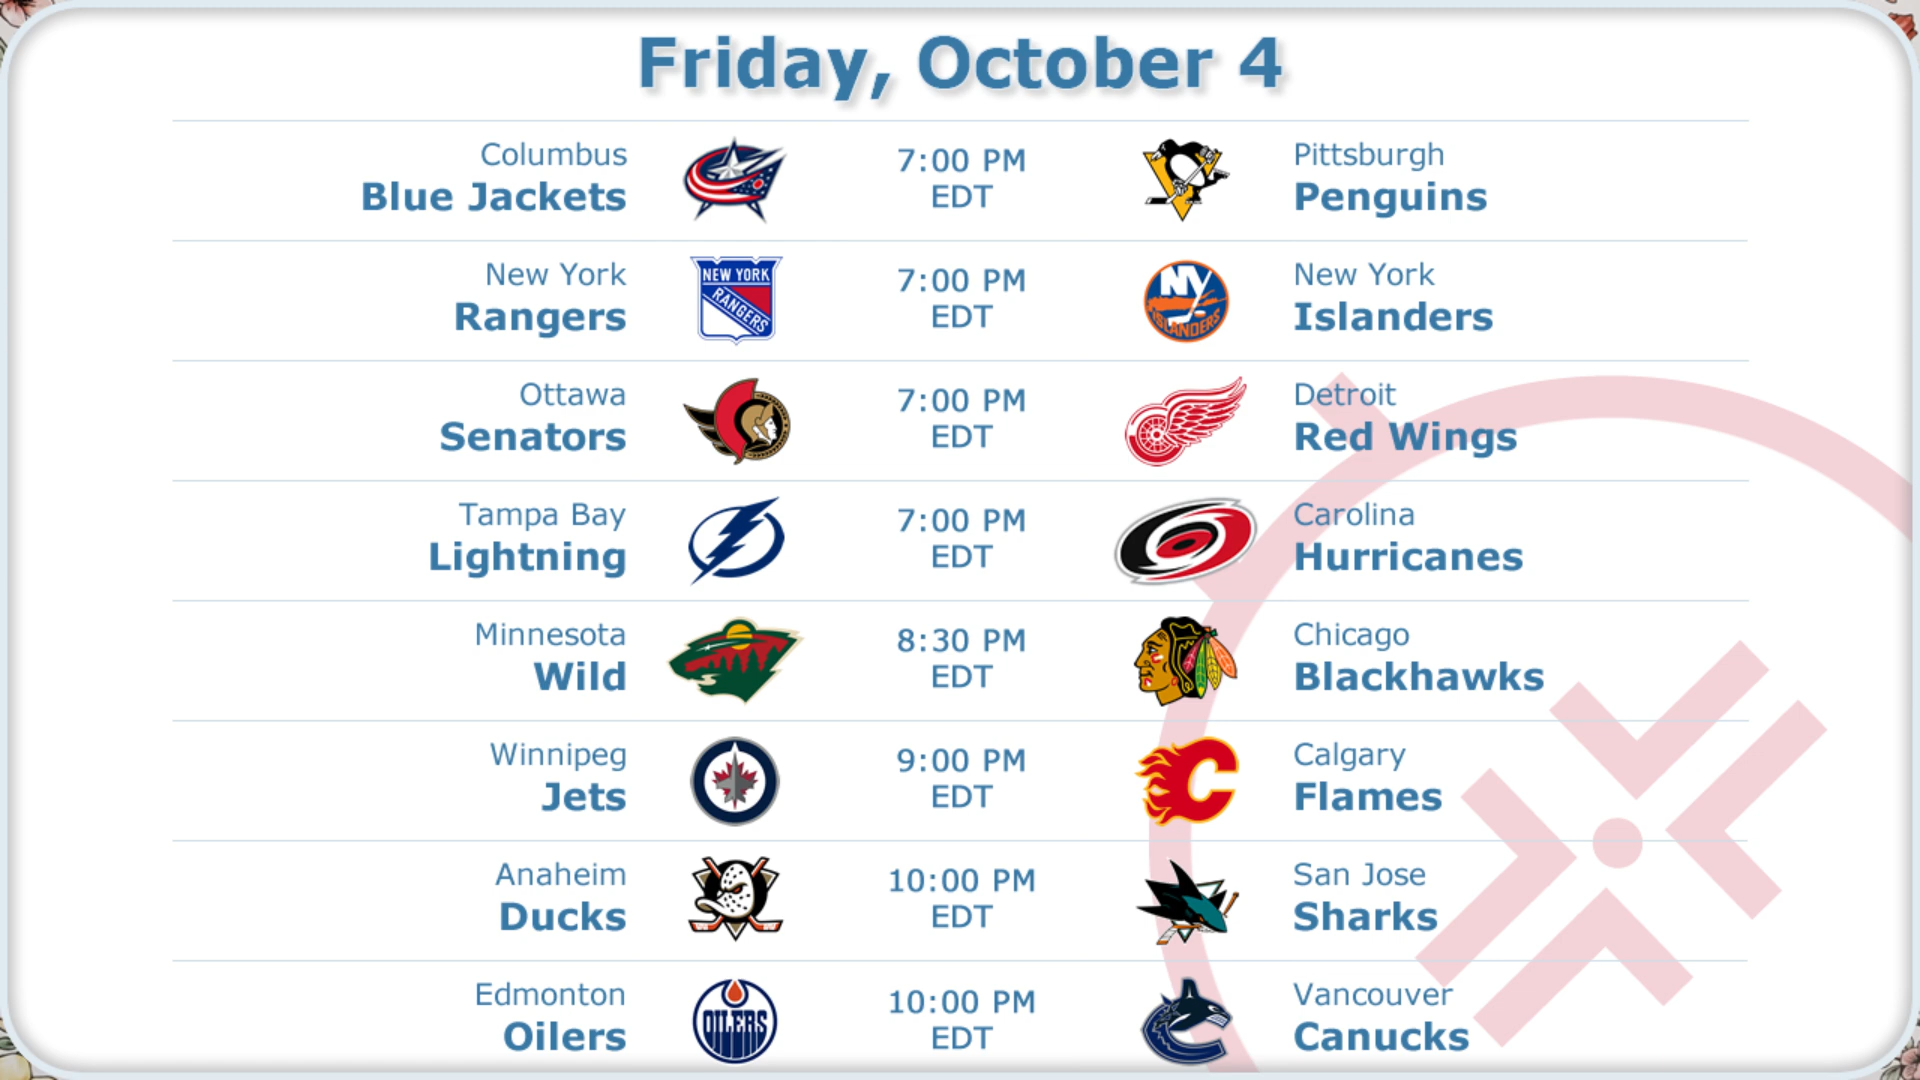 Friday, October 4
Columbus
Blue Jackets
7:00 PM
EDT
Pittsburgh
Penguins
New York
Rangers
NEW YORK
RANGERS
7:00 PM
EDT
NY
ISLANDERS
New York
Islanders
Ottawa
Senators
7:00 PM
EDT
Detroit
Red Wings
Tampa Bay
Lightning
7:00 PM
EDT
Carolina
Hurricanes
Minnesota
Wild
8:30 PM
EDT
Chicago
Blackhawks
Winnipeg
Jets
9:00 PM
EDT
C
Calgary
Flames
Anaheim
Ducks
10:00 PM
EDT
San Jose
Sharks
Edmonton
Oilers
OILERS
10:00 PM
EDT
Vancouver
Canucks